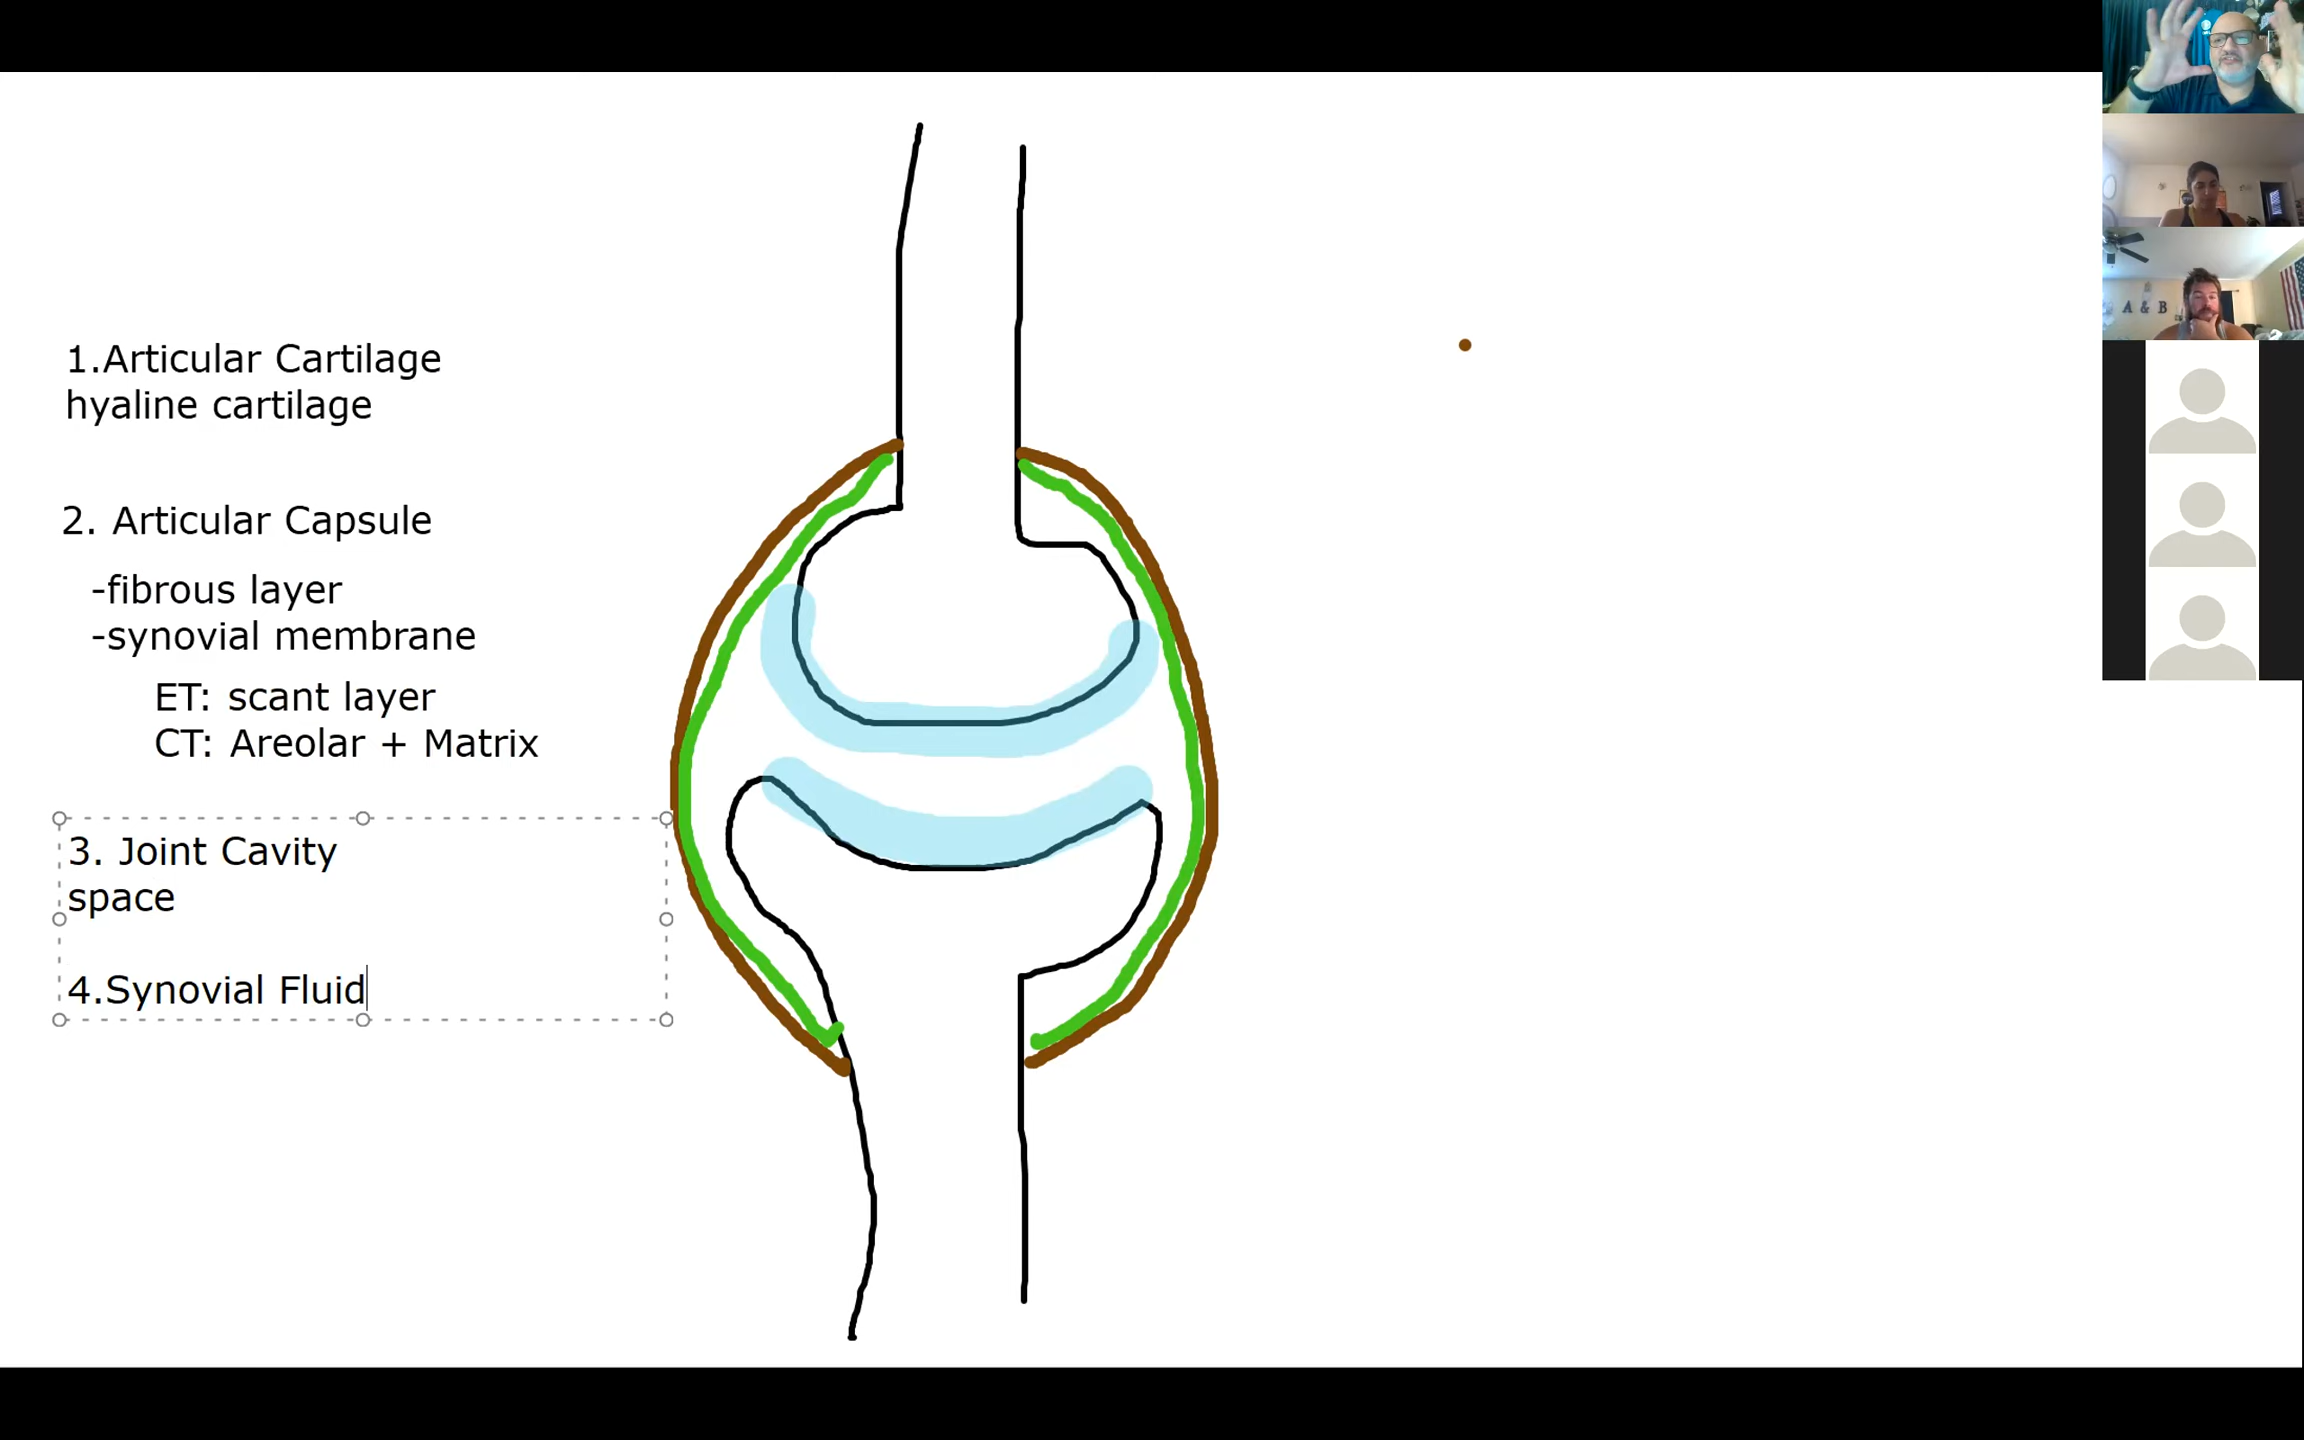 1.Articular Cartilage
hyaline cartilage
2. Articular Capsule
-fibrous layer
-synovial membrane
ET: scant layer
CT: Areolar + Matrix
3. Joint Cavity
space
4.Synovial Fluid
A & B